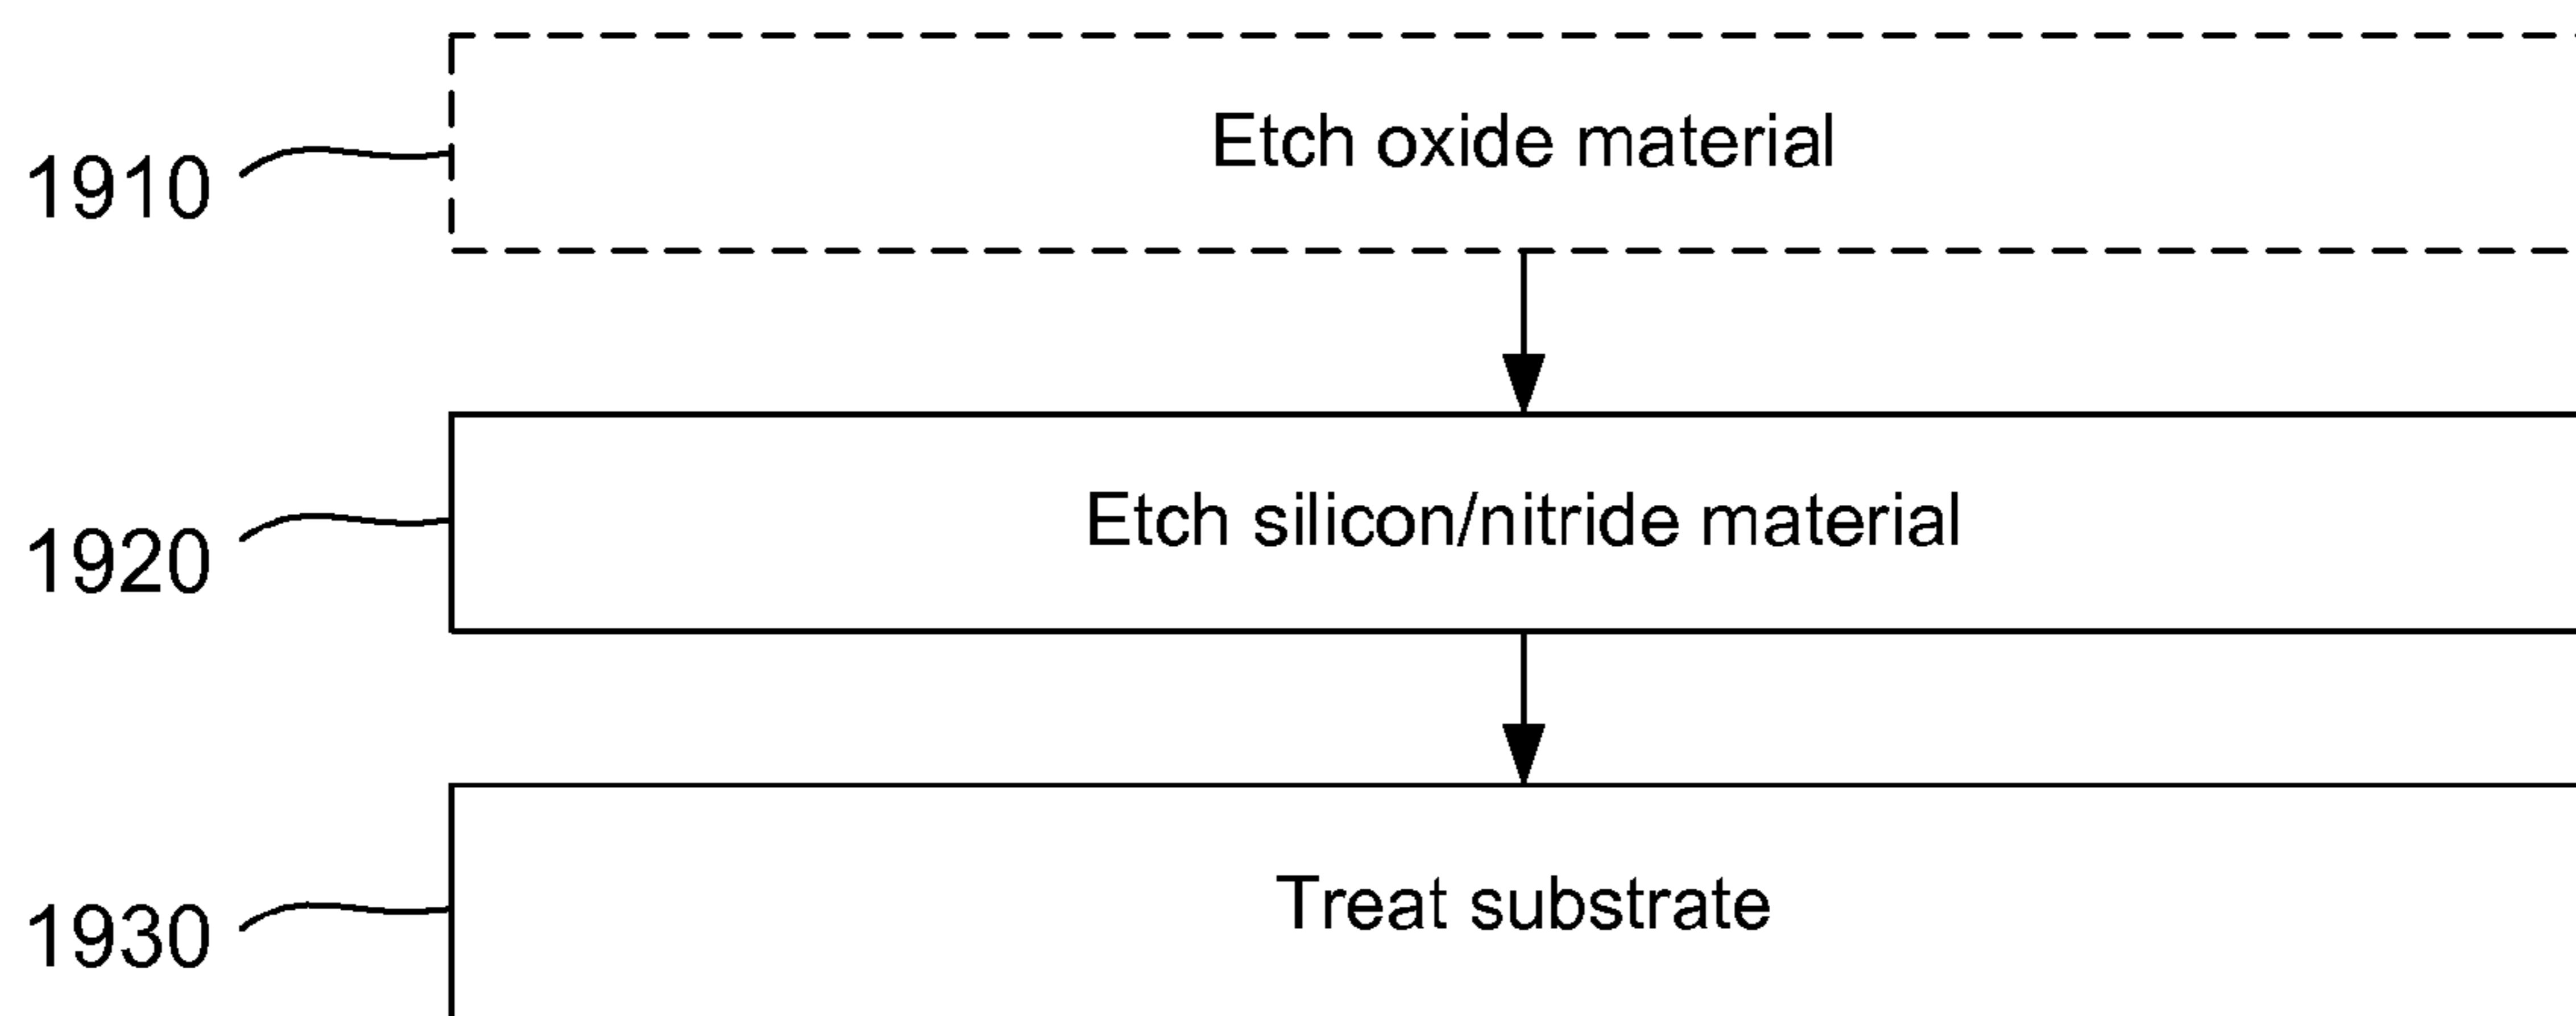 1910
Etch oxide material
1920
Etch silicon/nitride material
1930
Treat substrate